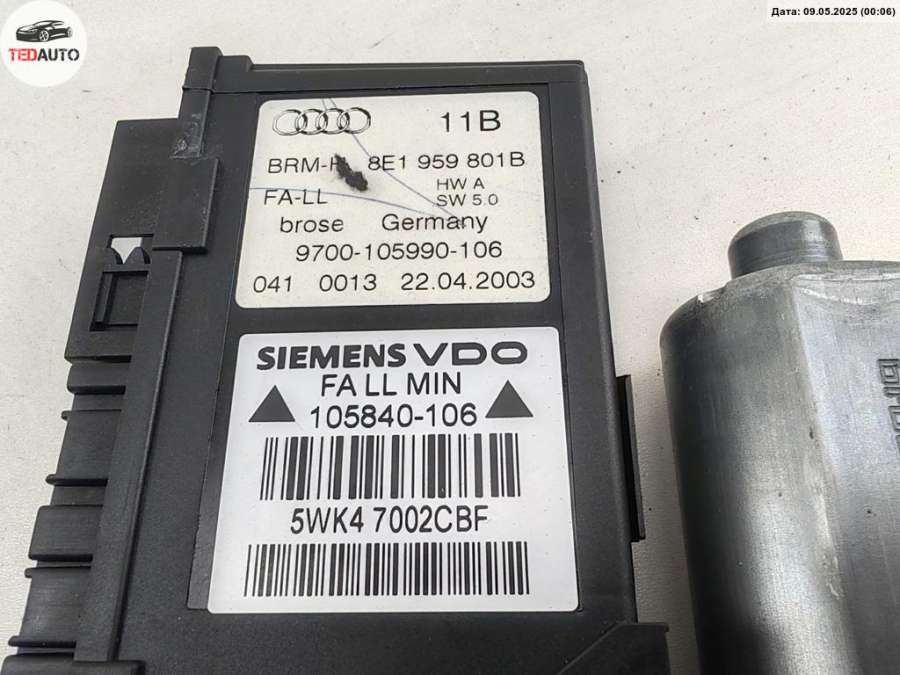 Дата: 09.05.2025 (00:06)
TEDAUTO
11B
BRM-H 8E1 959 801B
HW A
FA-LL
SW 5.0
brose Germany
9700-105990-106
041 0013 22.04.2003
SIEMENS VDO
FA LL MIN
105840-106
5WK4 7002CBF